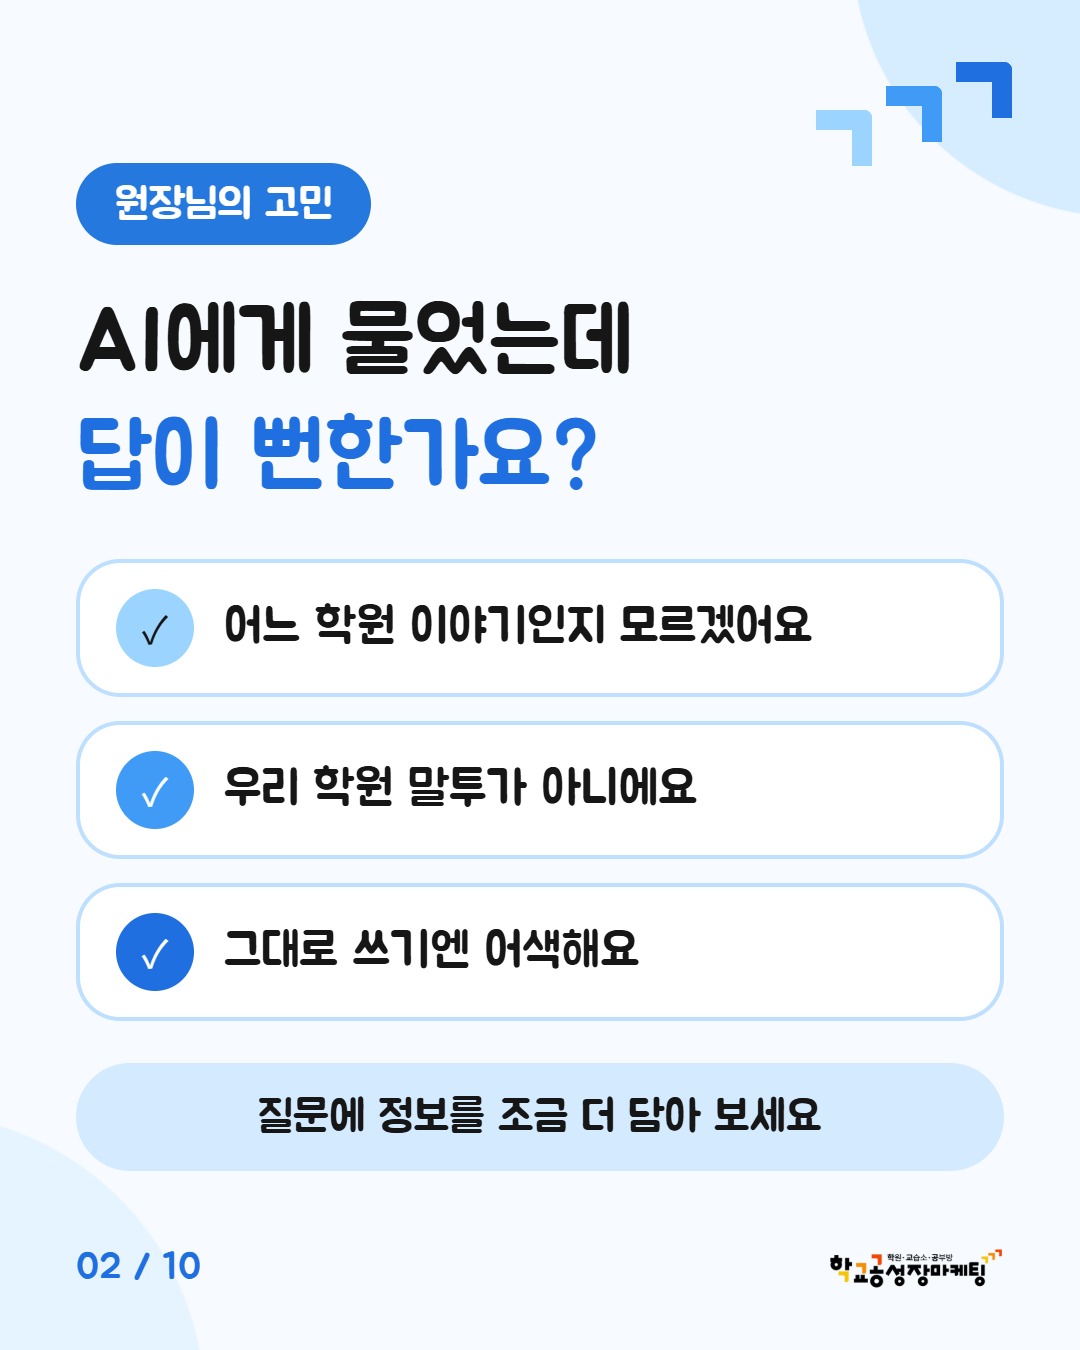 원장님의 고민
AI에게 물었는데
답이 뻔한가요?
✓ 어느 학원 이야기인지 모르겠어요
✓ 우리 학원 말투가 아니에요
✓ 그대로 쓰기엔 어색해요
질문에 정보를 조금 더 담아 보세요
02 / 10
학원·교습소·공부방
학교공성장마케팅